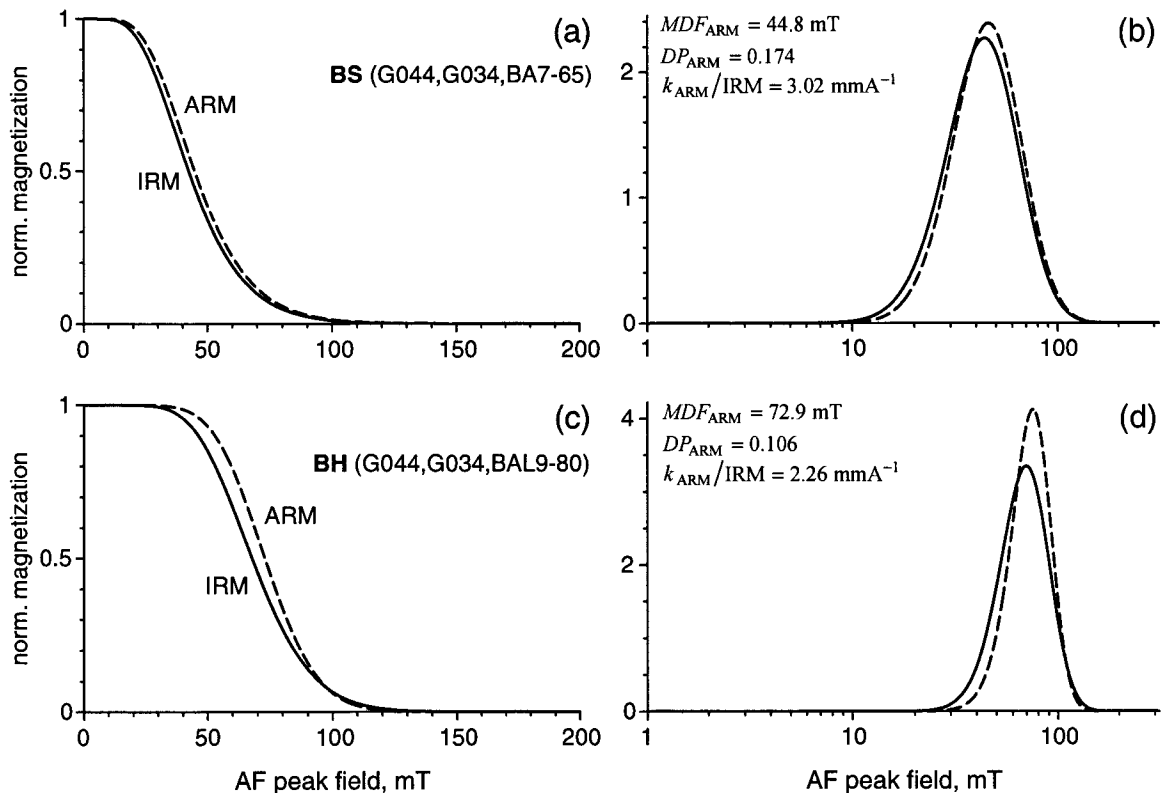 (a)
BS (G044,G034,BA7-65)
ARM
IRM
norm. magnetization
1
0.5
0
0 50 100 150 200
(b)
MDF_ARM = 44.8 mT
DP_ARM = 0.174
k_ARM/IRM = 3.02 mmA⁻¹
2
1
0
1 10 100
(c)
BH (G044,G034,BAL9-80)
ARM
IRM
norm. magnetization
1
0.5
0
0 50 100 150 200
AF peak field, mT
(d)
MDF_ARM = 72.9 mT
DP_ARM = 0.106
k_ARM/IRM = 2.26 mmA⁻¹
4
2
0
1 10 100
AF peak field, mT